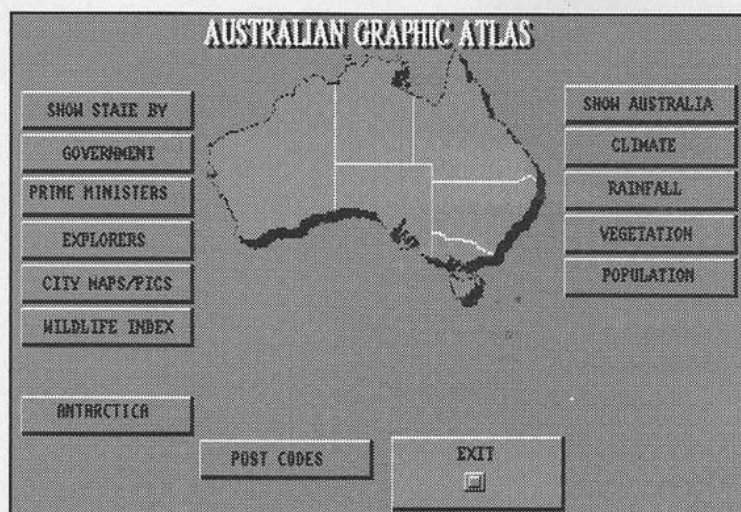 AUSTRALIAN GRAPHIC ATLAS
SHOW STATE BY
GOVERNMENT
PRIME MINISTERS
EXPLORERS
CITY MAPS/PICS
WILDLIFE INDEX
ANTARCTICA
SHOW AUSTRALIA
CLIMATE
RAINFALL
VEGETATION
POPULATION
POST CODES
EXIT